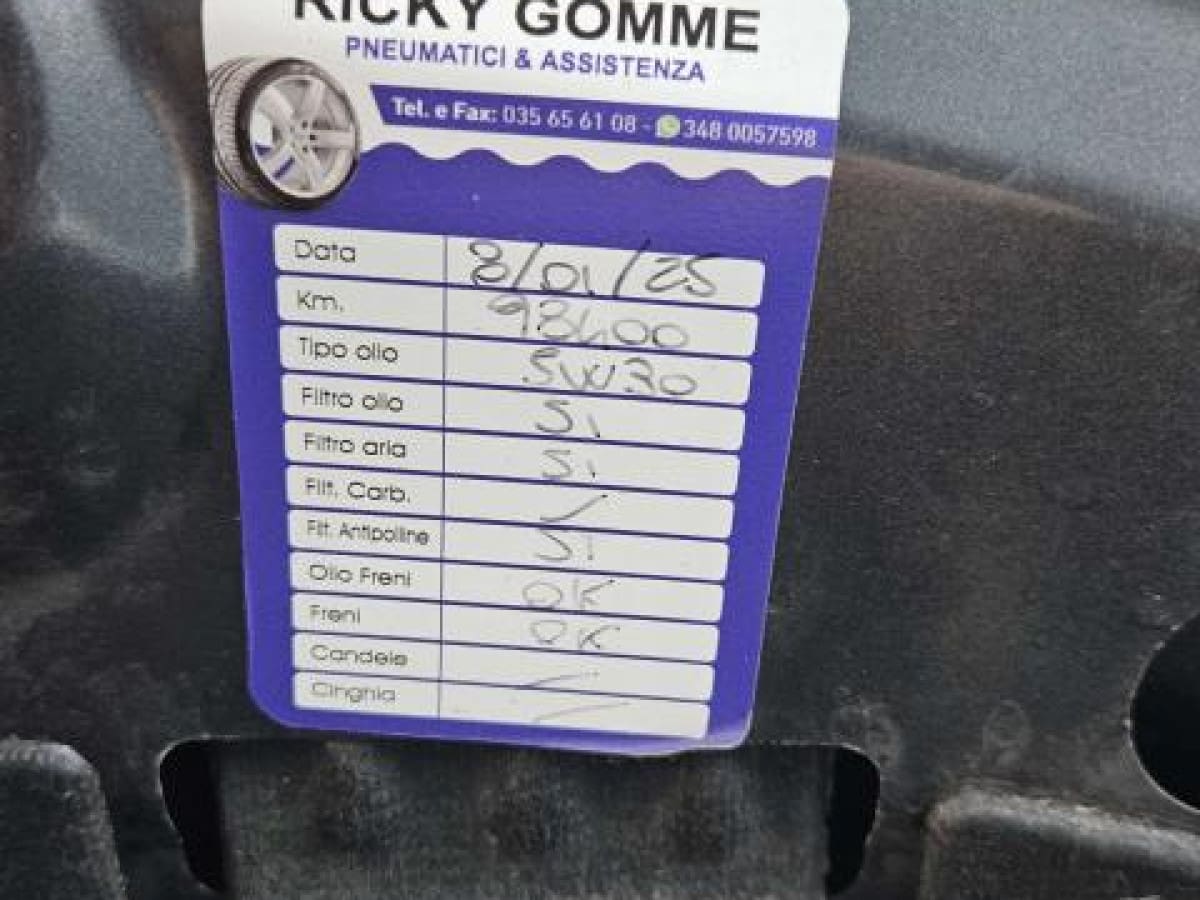 RICKY GOMME
PNEUMATICI & ASSISTENZA
Tel. e Fax: 035 65 61 08 - 348 0057598
Data 8/01/25
Km. 98400
Tipo olio 5W30
Filtro olio Si
Filtro aria Si
Filt. Carb. /
Filt. Antipolline Si
Olio Freni OK
Freni OK
Candele /
Cinghia /